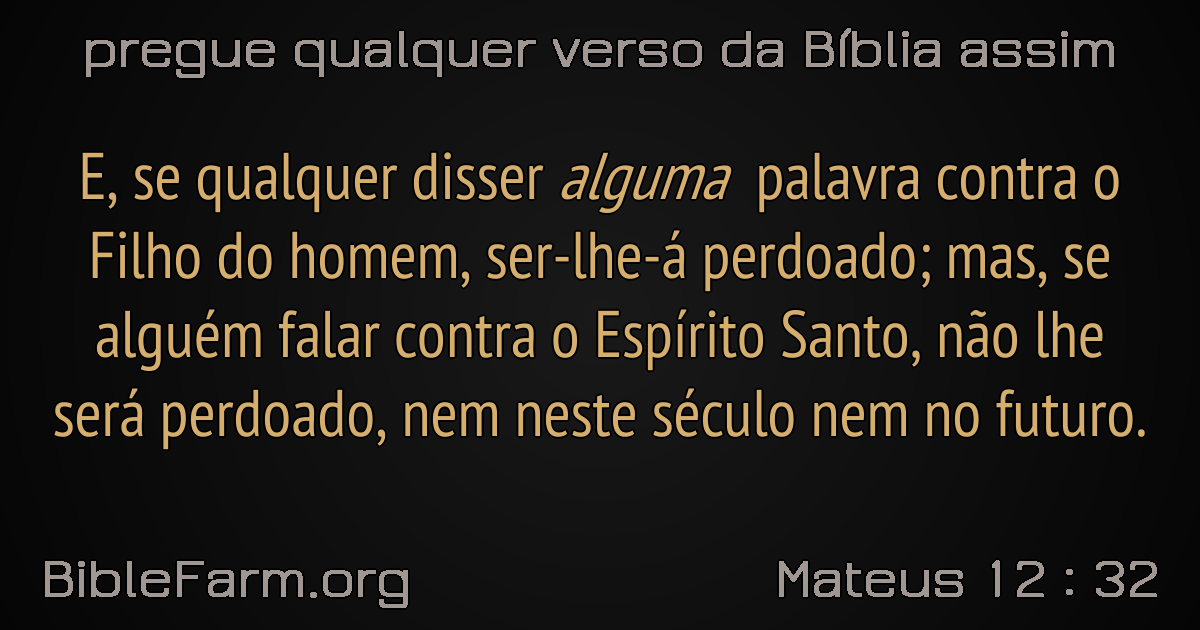 pregue qualquer verso da Bíblia assim
E, se qualquer disser alguma palavra contra o
Filho do homem, ser-lhe-á perdoado; mas, se
alguém falar contra o Espírito Santo, não lhe
será perdoado, nem neste século nem no futuro.
BibleFarm.org
Mateus 12 : 32